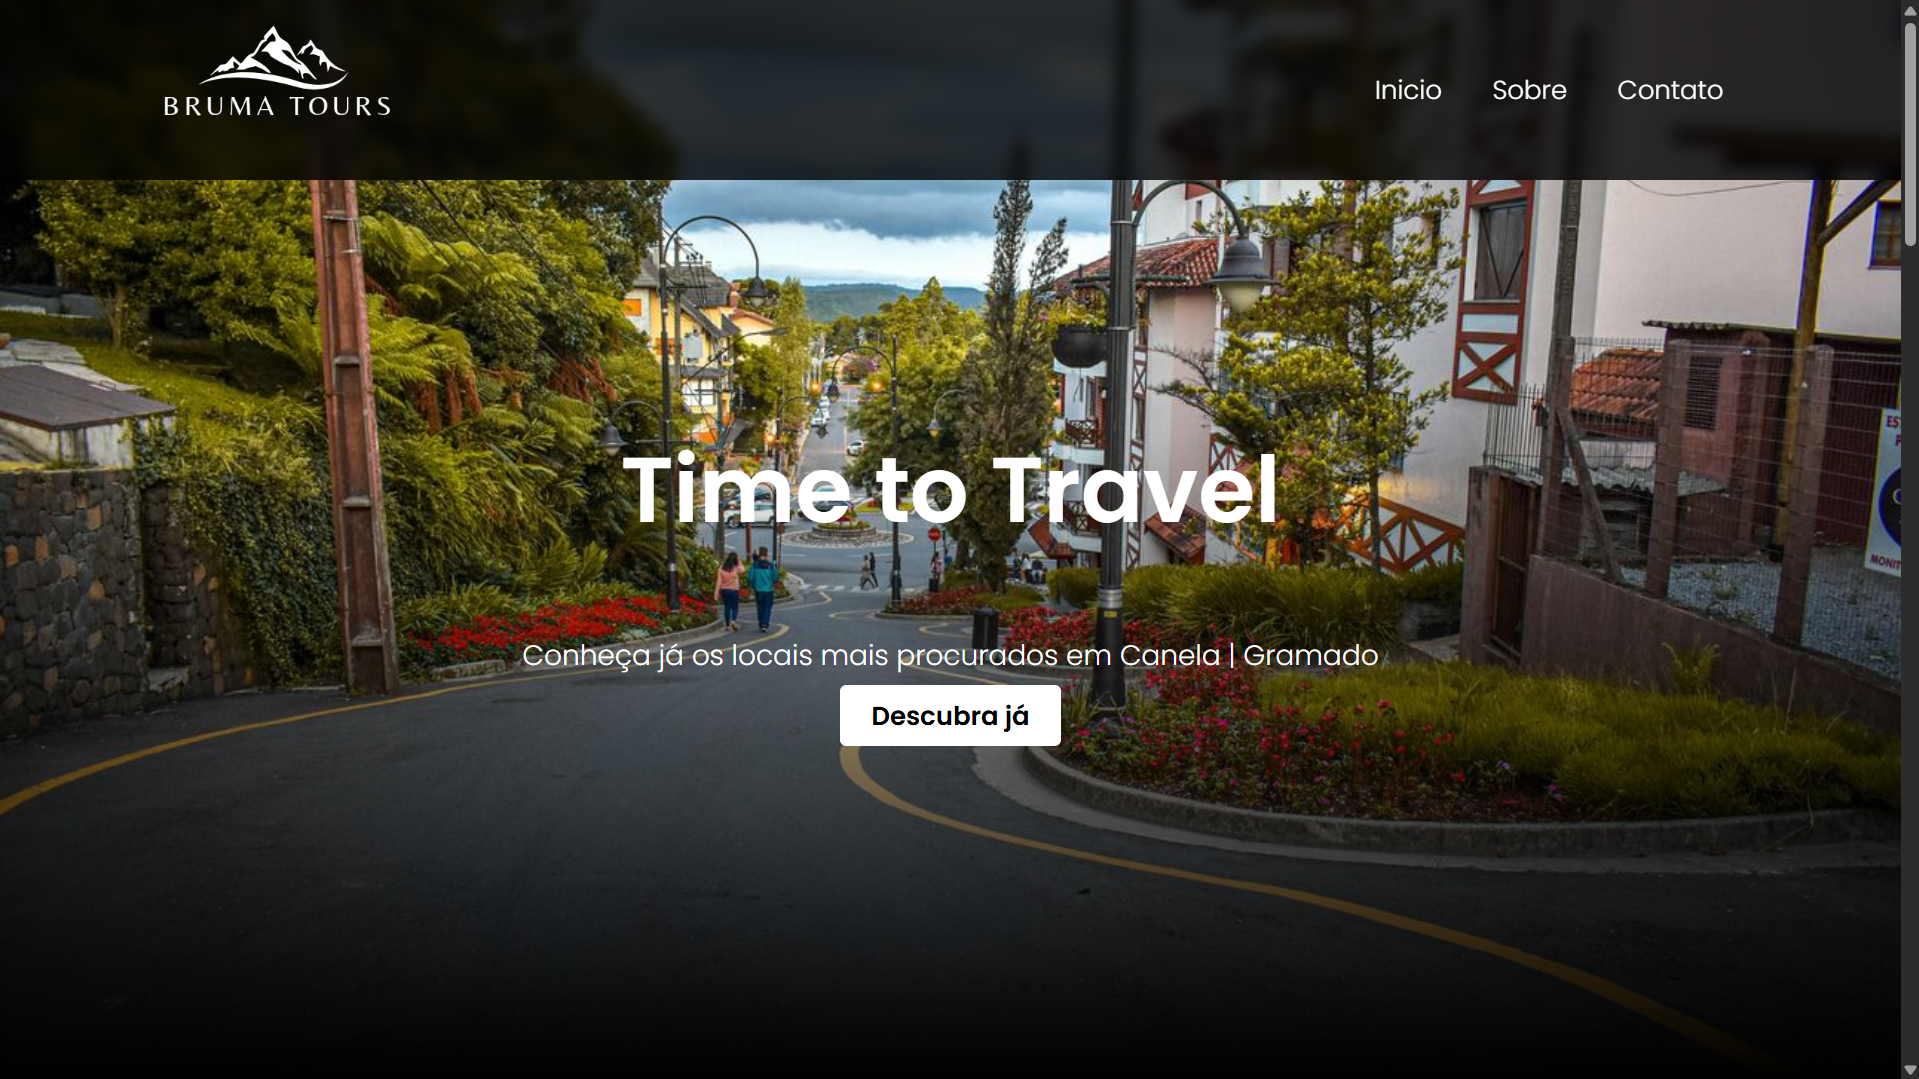 BRUMA TOURS
Inicio
Sobre
Contato
Time to Travel
Conheça já os locais mais procurados em Canela | Gramado
Descubra já